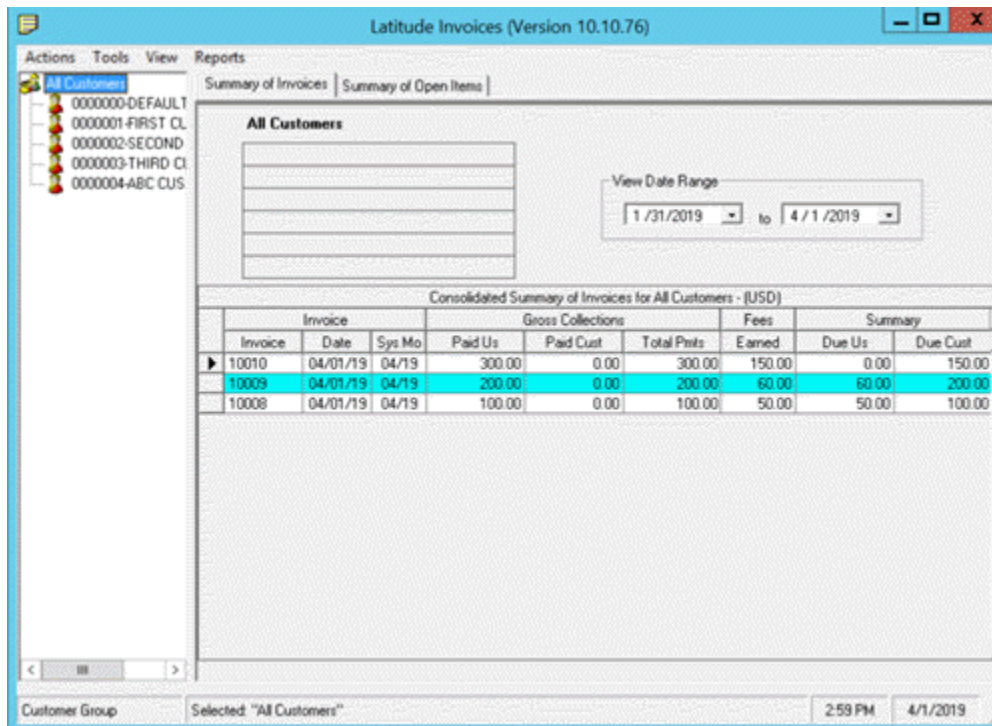 Latitude Invoices (Version 10.10.76)
Actions Tools View Reports
All Customers
0000000-DEFAULT
0000001-FIRST CL
0000002-SECOND
0000003-THIRD CU
0000004-ABC CUS
Summary of Invoices Summary of Open Items
All Customers
View Date Range
1 /31/2019 to 4 / 1 /2019
Consolidated Summary of Invoices for All Customers - (USD)
Invoice Gross Collections Fees Summary
Invoice Date Sys Mo Paid Us Paid Cust Total Pmts Earned Due Us Due Cust
10010 04/01/19 04/19 300.00 0.00 300.00 150.00 0.00 150.00
10009 04/01/19 04/19 200.00 0.00 200.00 60.00 60.00 200.00
10008 04/01/19 04/19 100.00 0.00 100.00 50.00 50.00 100.00
Customer Group Selected: "All Customers" 2:59 PM 4/1/2019